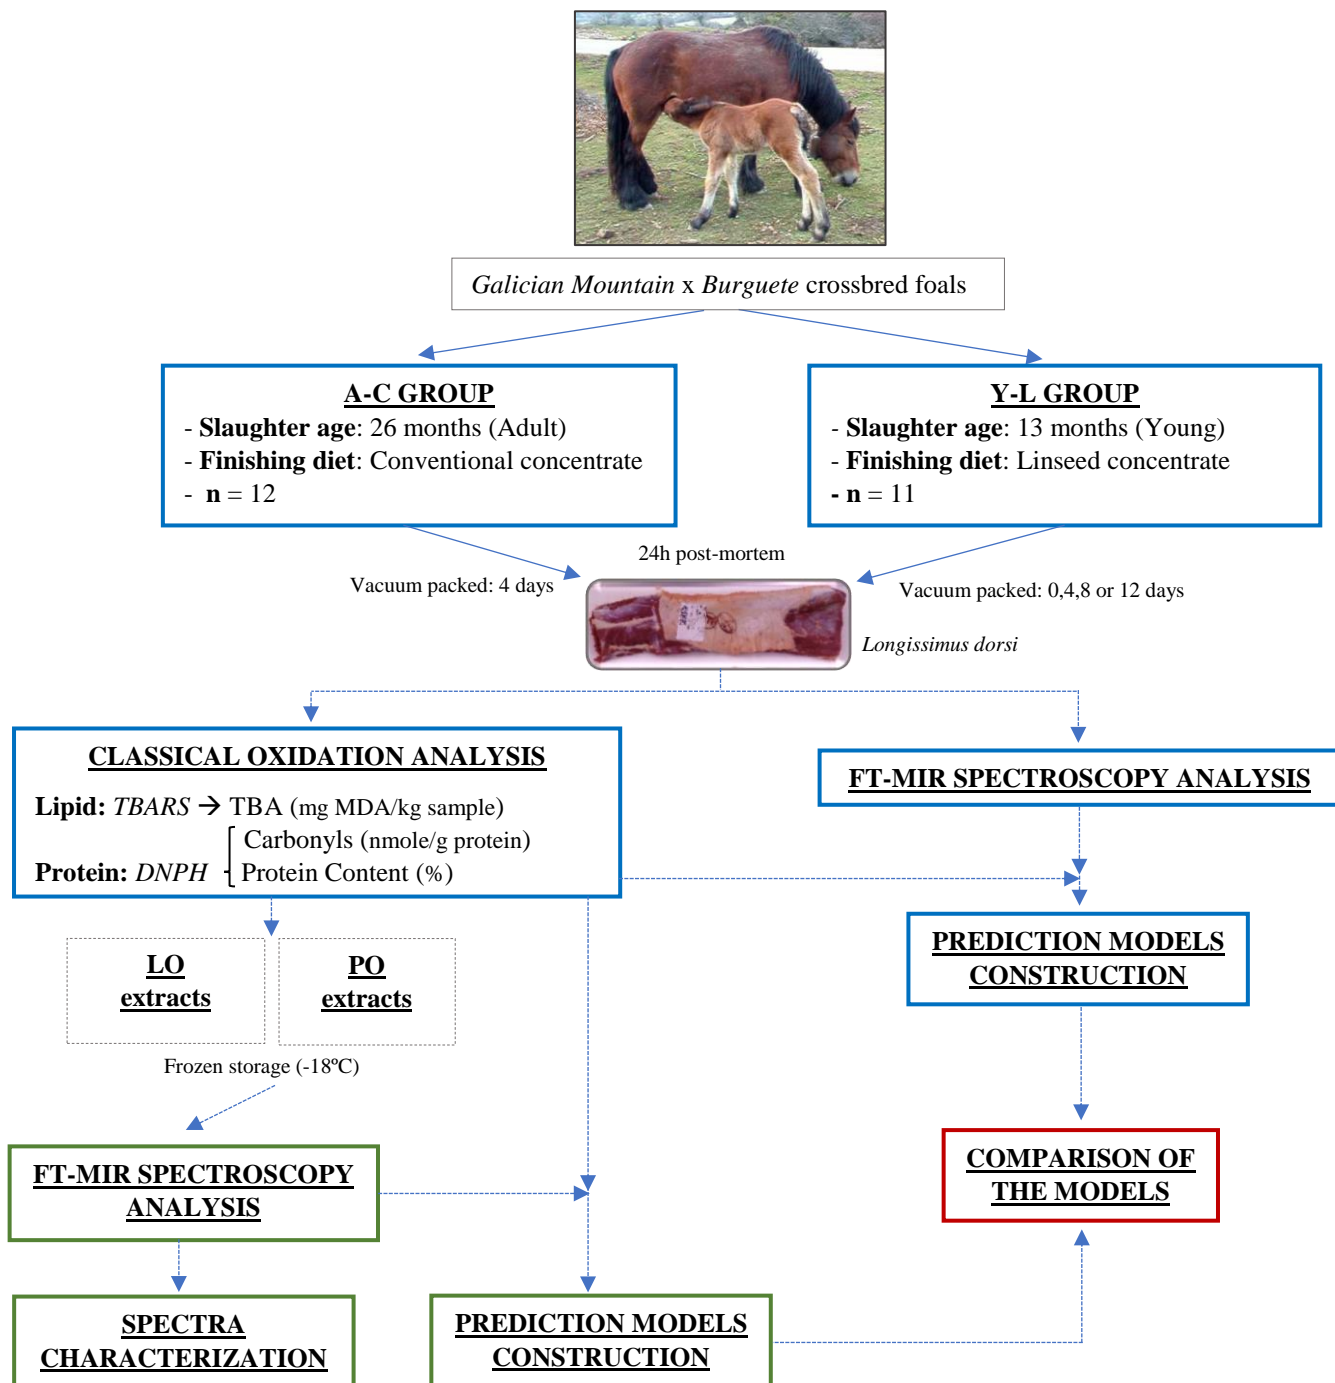 Galician Mountain x Burguete crossbred foals
A-C GROUP
- Slaughter age: 26 months (Adult)
- Finishing diet: Conventional concentrate
- n = 12
Y-L GROUP
- Slaughter age: 13 months (Young)
- Finishing diet: Linseed concentrate
- n = 11
24h post-mortem
Vacuum packed: 4 days
Vacuum packed: 0,4,8 or 12 days
Longissimus dorsi
CLASSICAL OXIDATION ANALYSIS
Lipid: TBARS → TBA (mg MDA/kg sample)
Carbonyls (nmole/g protein)
Protein: DNPH Protein Content (%)
FT-MIR SPECTROSCOPY ANALYSIS
LO
extracts
PO
extracts
PREDICTION MODELS
CONSTRUCTION
Frozen storage (-18ºC)
FT-MIR SPECTROSCOPY
ANALYSIS
COMPARISON OF
THE MODELS
SPECTRA
CHARACTERIZATION
PREDICTION MODELS
CONSTRUCTION